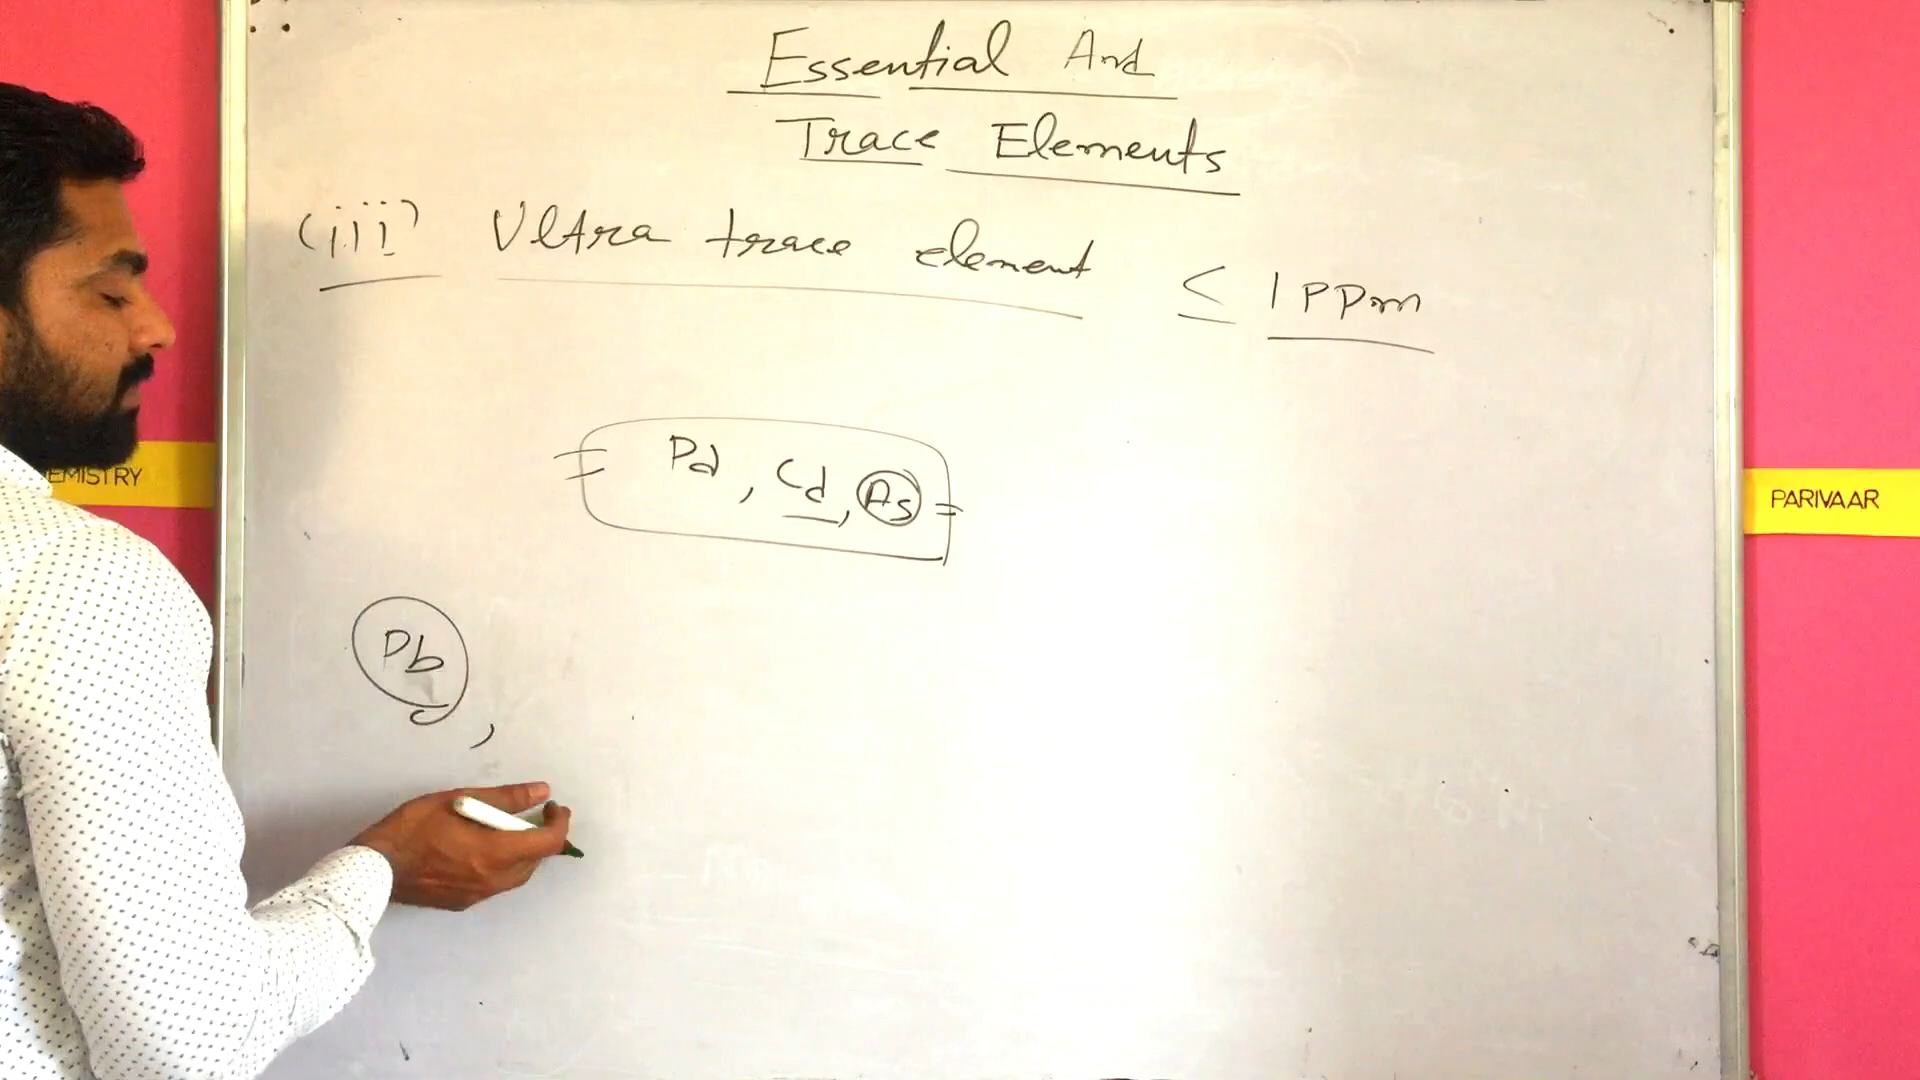 Essential And
Trace Elements
(iii) Ultra trace element ≤ 1 ppm
= Pd, Cd, As =
Pb,
EMISTRY
PARIVAAR